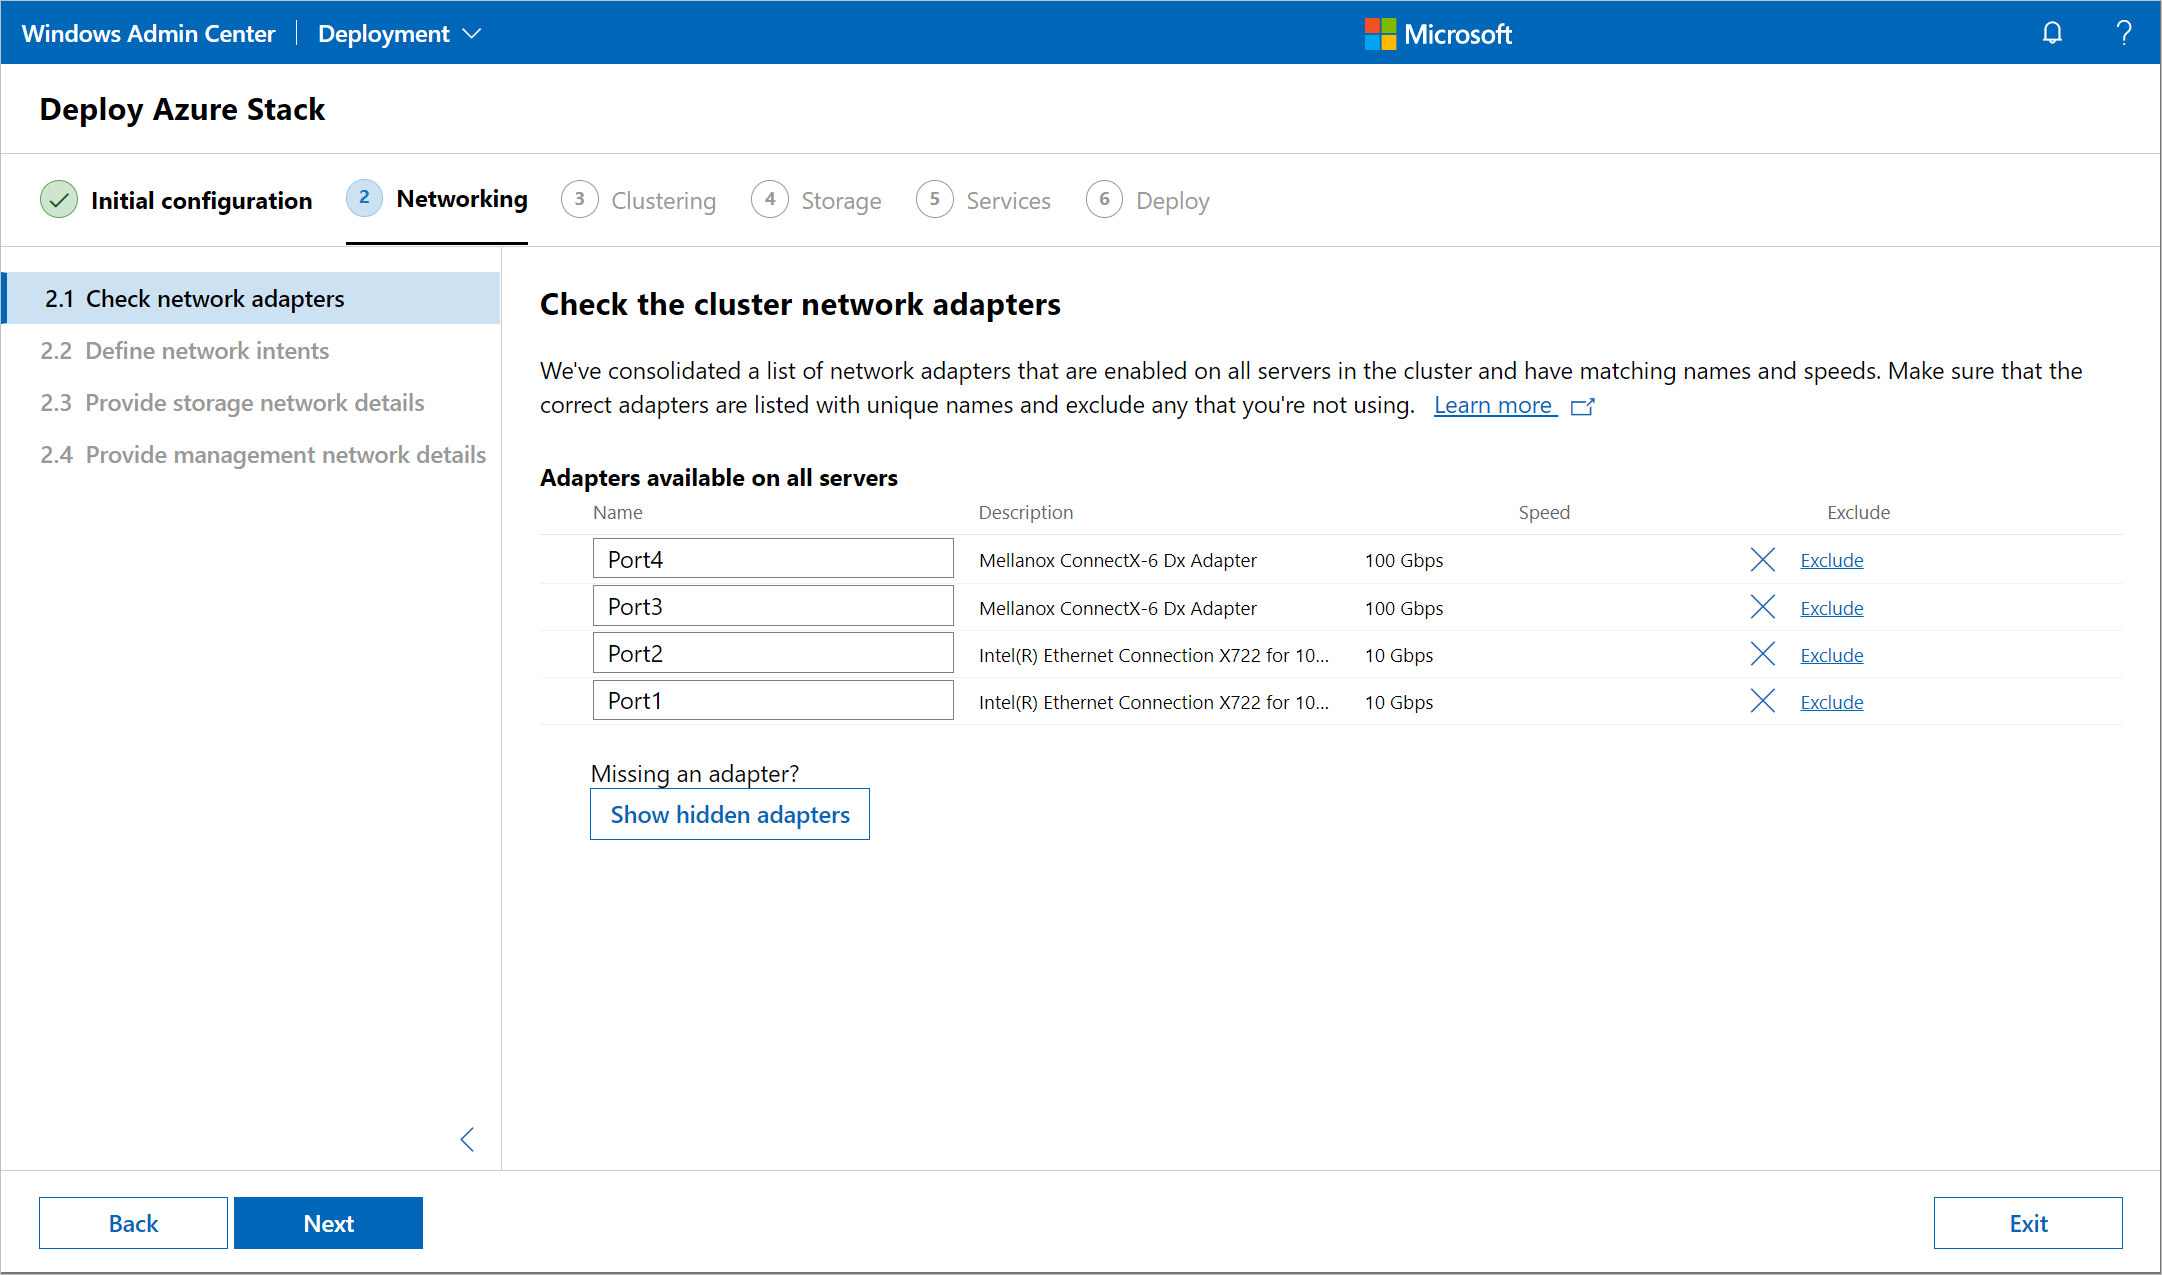 Windows Admin Center Deployment Microsoft ?
Deploy Azure Stack
Initial configuration 2 Networking 3 Clustering 4 Storage 5 Services 6 Deploy
2.1 Check network adapters
2.2 Define network intents
2.3 Provide storage network details
2.4 Provide management network details
Check the cluster network adapters
We've consolidated a list of network adapters that are enabled on all servers in the cluster and have matching names and speeds. Make sure that the
correct adapters are listed with unique names and exclude any that you're not using. Learn more
Adapters available on all servers
Name Description Speed Exclude
Port4 Mellanox ConnectX-6 Dx Adapter 100 Gbps Exclude
Port3 Mellanox ConnectX-6 Dx Adapter 100 Gbps Exclude
Port2 Intel(R) Ethernet Connection X722 for 10... 10 Gbps Exclude
Port1 Intel(R) Ethernet Connection X722 for 10... 10 Gbps Exclude
Missing an adapter?
Show hidden adapters
Back Next Exit